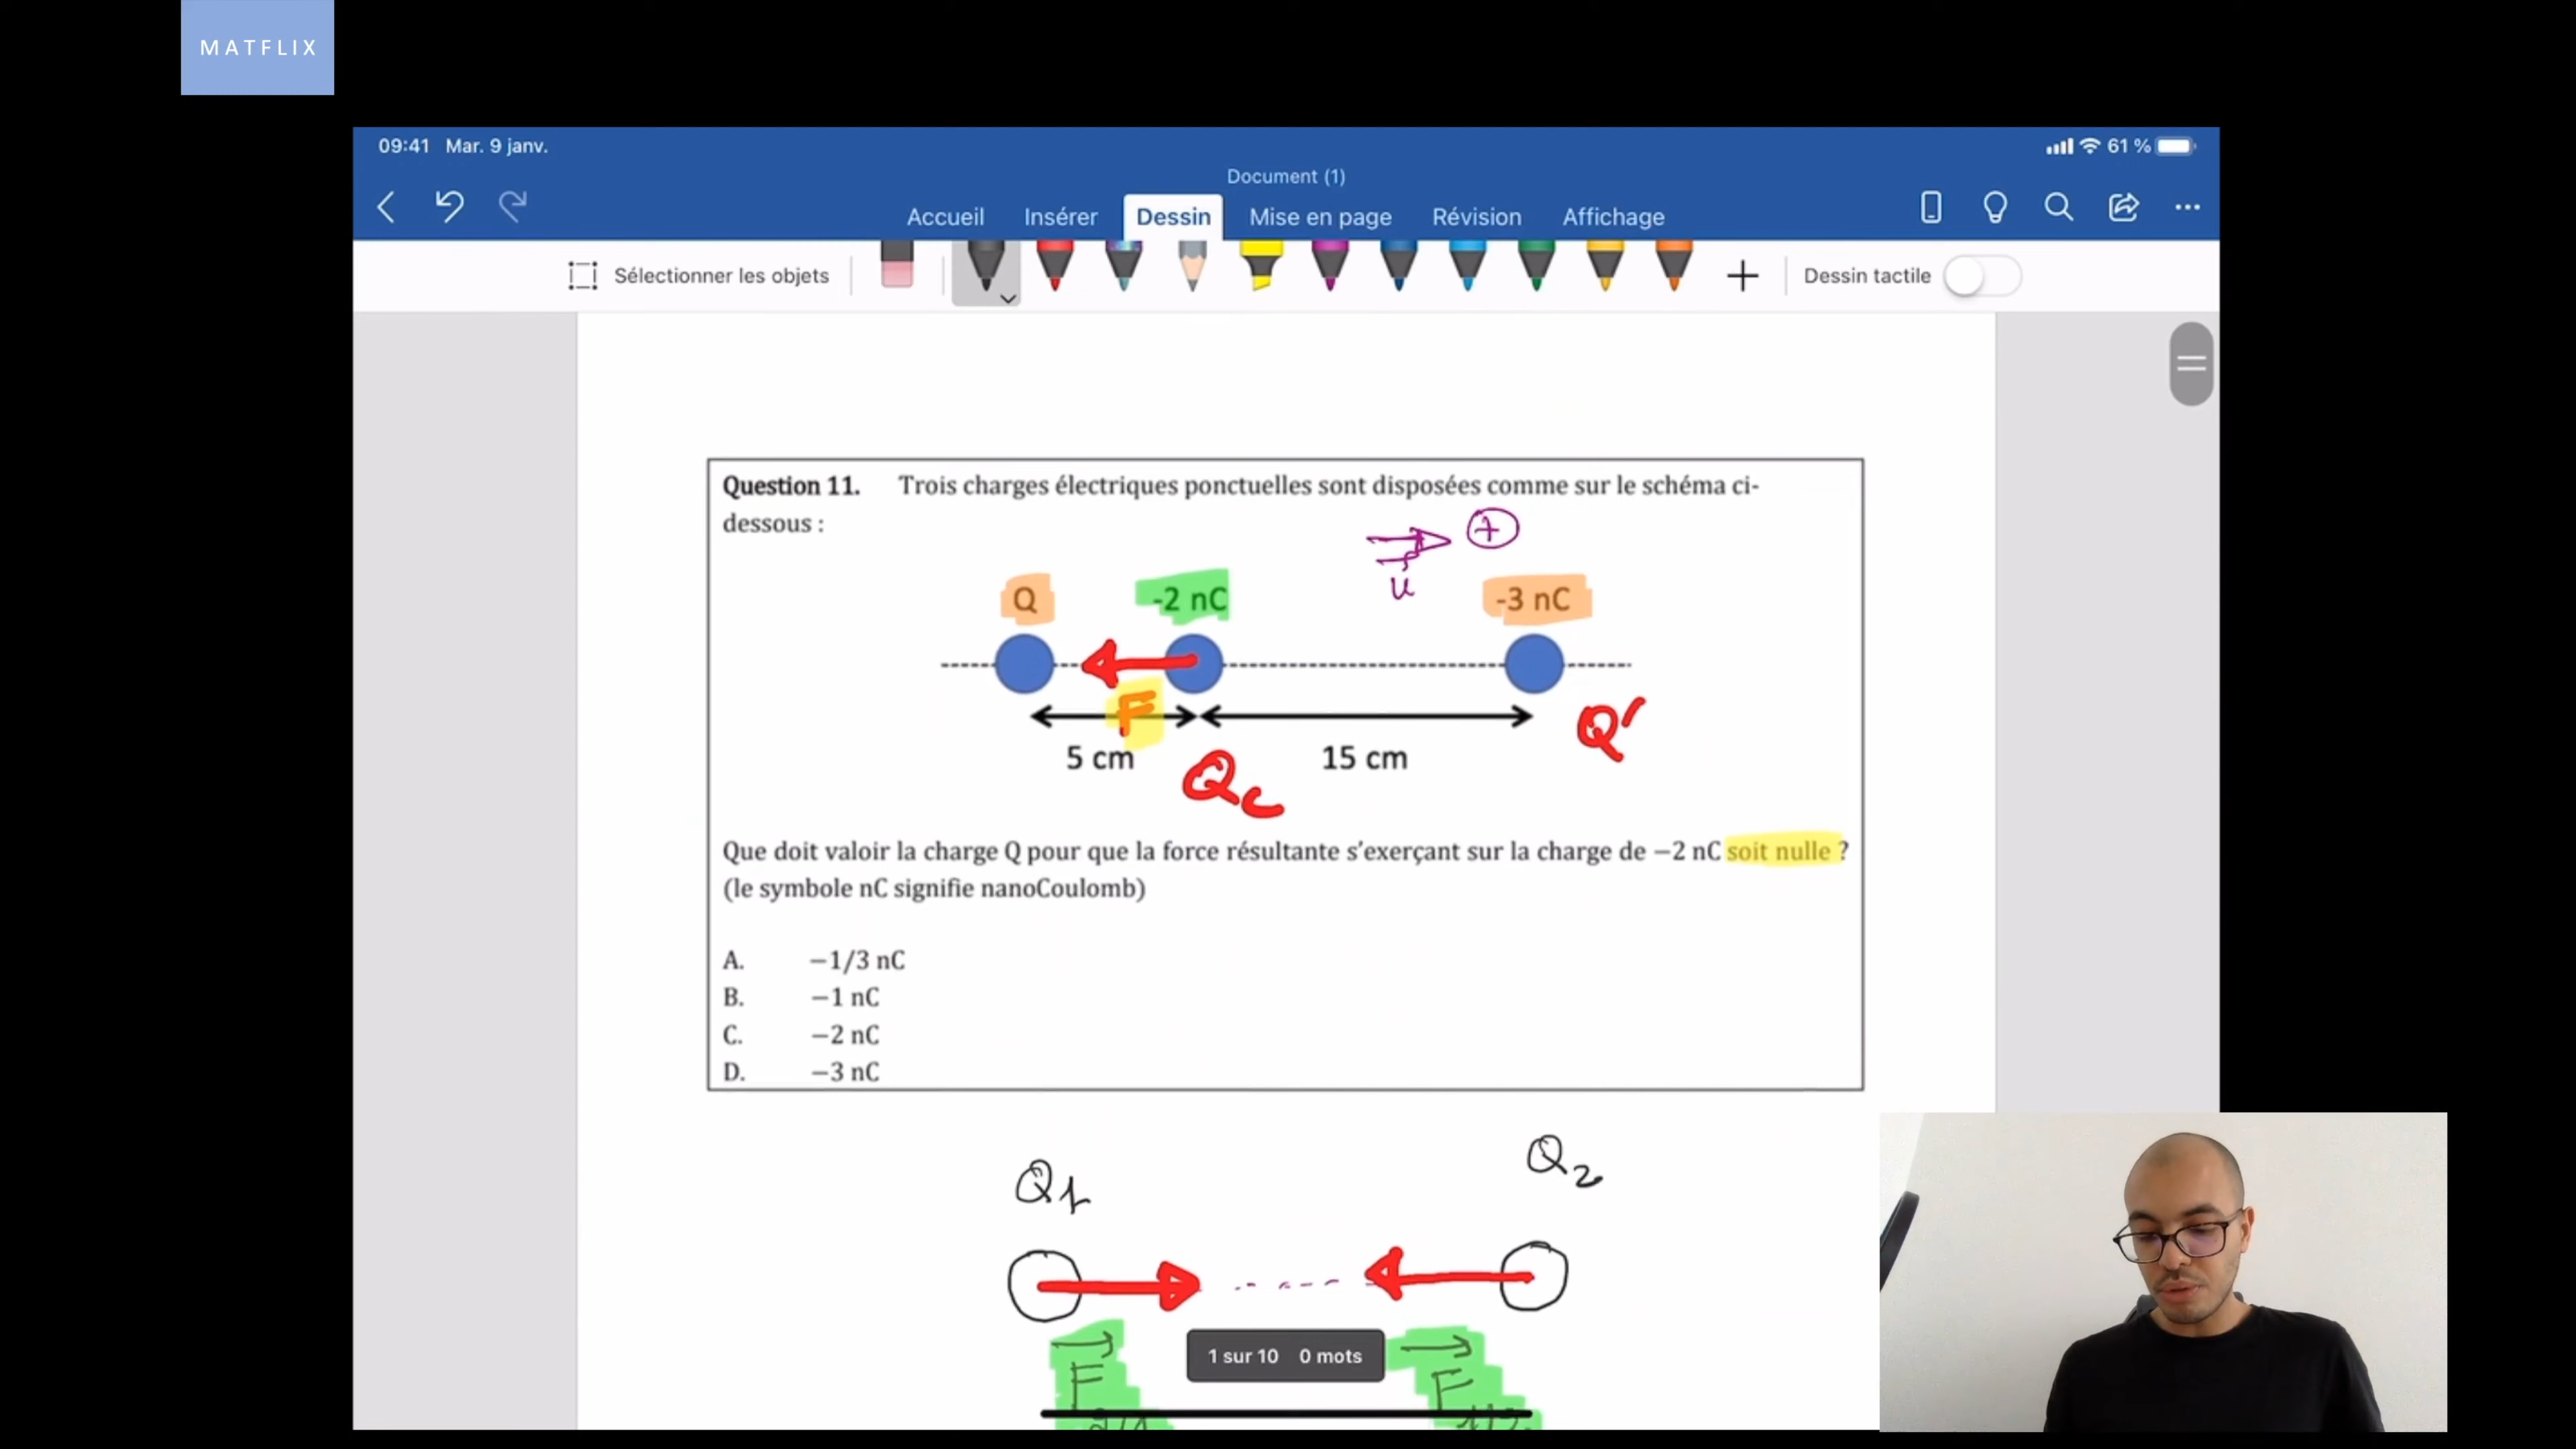 MATFLIX
09:41 Mar. 9 janv.
61 %
Document (1)
Accueil Insérer Dessin Mise en page Révision Affichage
Sélectionner les objets
Dessin tactile
Question 11. Trois charges électriques ponctuelles sont disposées comme sur le schéma ci-
dessous :
+
u
Q -2 nC -3 nC
F
Q'
5 cm 15 cm
Qc
Que doit valoir la charge Q pour que la force résultante s'exerçant sur la charge de −2 nC soit nulle ?
(le symbole nC signifie nanoCoulomb)
A. −1/3 nC
B. −1 nC
C. −2 nC
D. −3 nC
Q1 Q2
1 sur 10 0 mots
F F